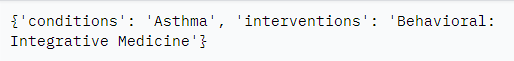 {'conditions': 'Asthma', 'interventions': 'Behavioral:
Integrative Medicine'}